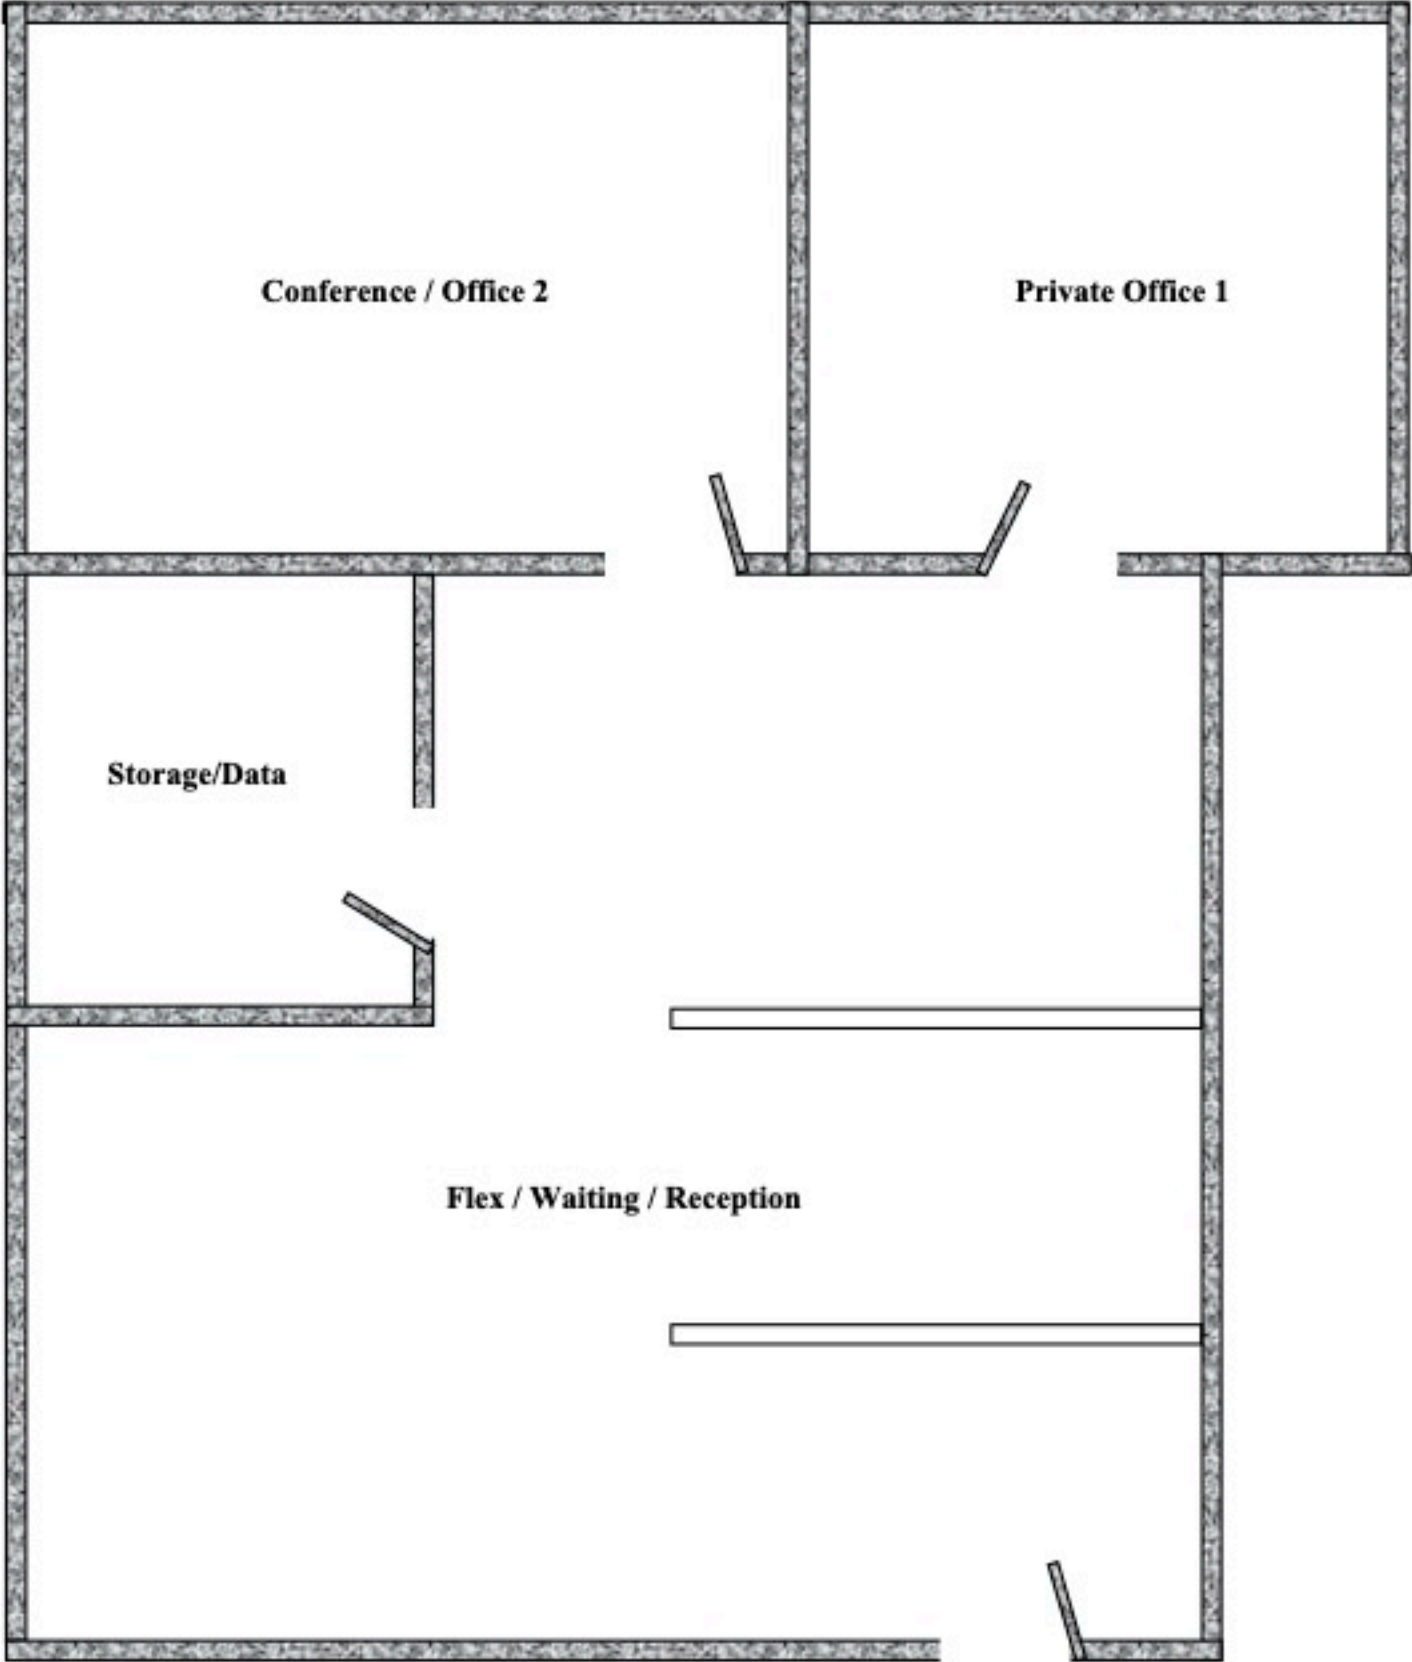 Conference / Office 2
Private Office 1
Storage/Data
Flex / Waiting / Reception